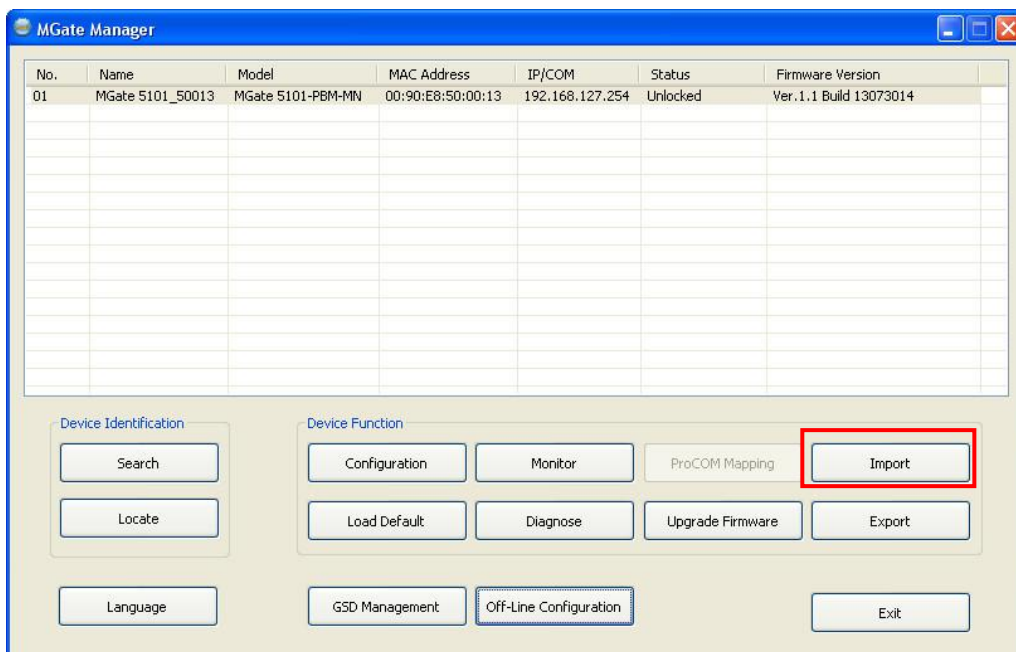 MGate Manager
No. Name Model MAC Address IP/COM Status Firmware Version
01 MGate 5101_50013 MGate 5101-PBM-MN 00:90:E8:50:00:13 192.168.127.254 Unlocked Ver.1.1 Build 13073014
Device Identification Device Function
Search Configuration Monitor ProCOM Mapping Import
Locate Load Default Diagnose Upgrade Firmware Export
Language GSD Management Off-Line Configuration Exit